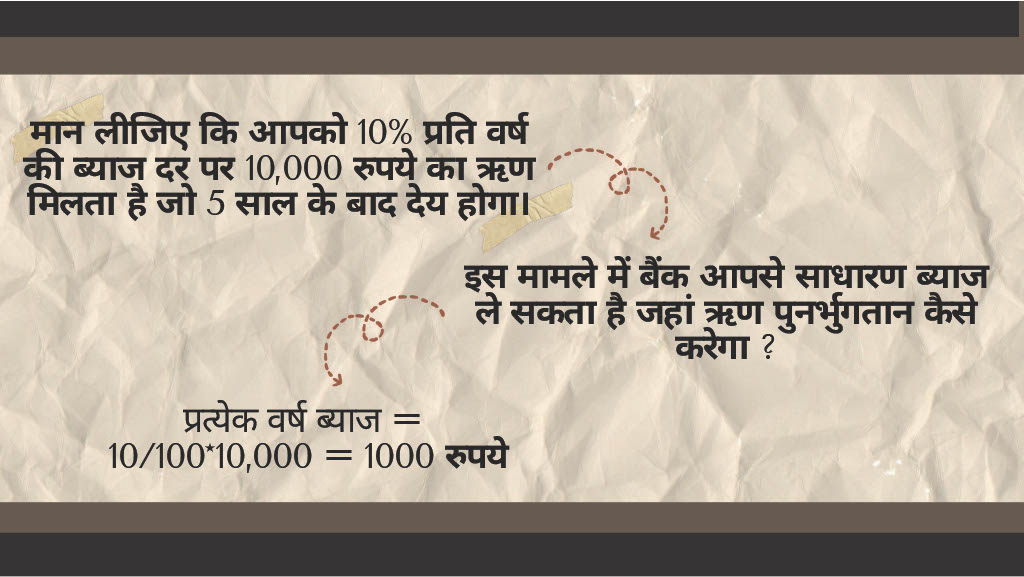 मान लीजिए कि आपको 10% प्रति वर्ष
की ब्याज दर पर 10,000 रुपये का ऋण
मिलता है जो 5 साल के बाद देय होगा।
इस मामले में बैंक आपसे साधारण ब्याज
ले सकता है जहां ऋण पुनर्भुगतान कैसे
करेगा ?
प्रत्येक वर्ष ब्याज =
10/100*10,000 = 1000 रुपये